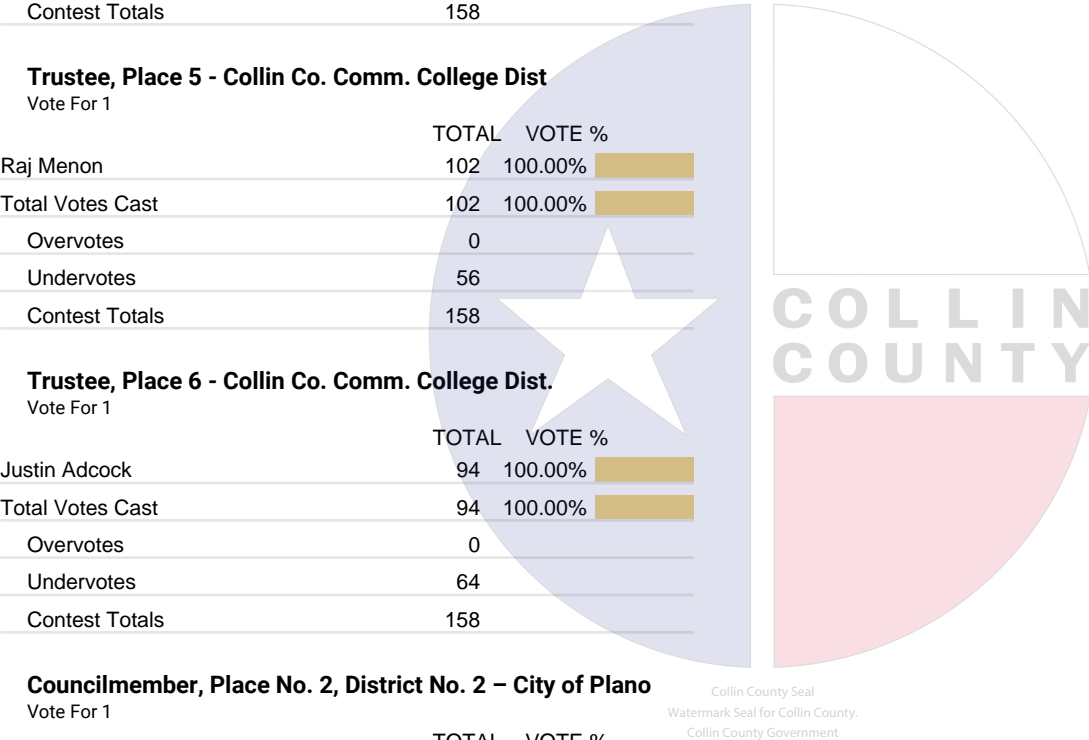 Contest Totals 158
Trustee, Place 5 - Collin Co. Comm. College Dist
Vote For 1
TOTAL VOTE %
Raj Menon 102 100.00%
Total Votes Cast 102 100.00%
Overvotes 0
Undervotes 56
Contest Totals 158
Trustee, Place 6 - Collin Co. Comm. College Dist.
Vote For 1
TOTAL VOTE %
Justin Adcock 94 100.00%
Total Votes Cast 94 100.00%
Overvotes 0
Undervotes 64
Contest Totals 158
Councilmember, Place No. 2, District No. 2 – City of Plano
Vote For 1
TOTAL VOTE %
COLLIN
COUNTY
Collin County Seal
Watermark Seal for Collin County.
Collin County Government